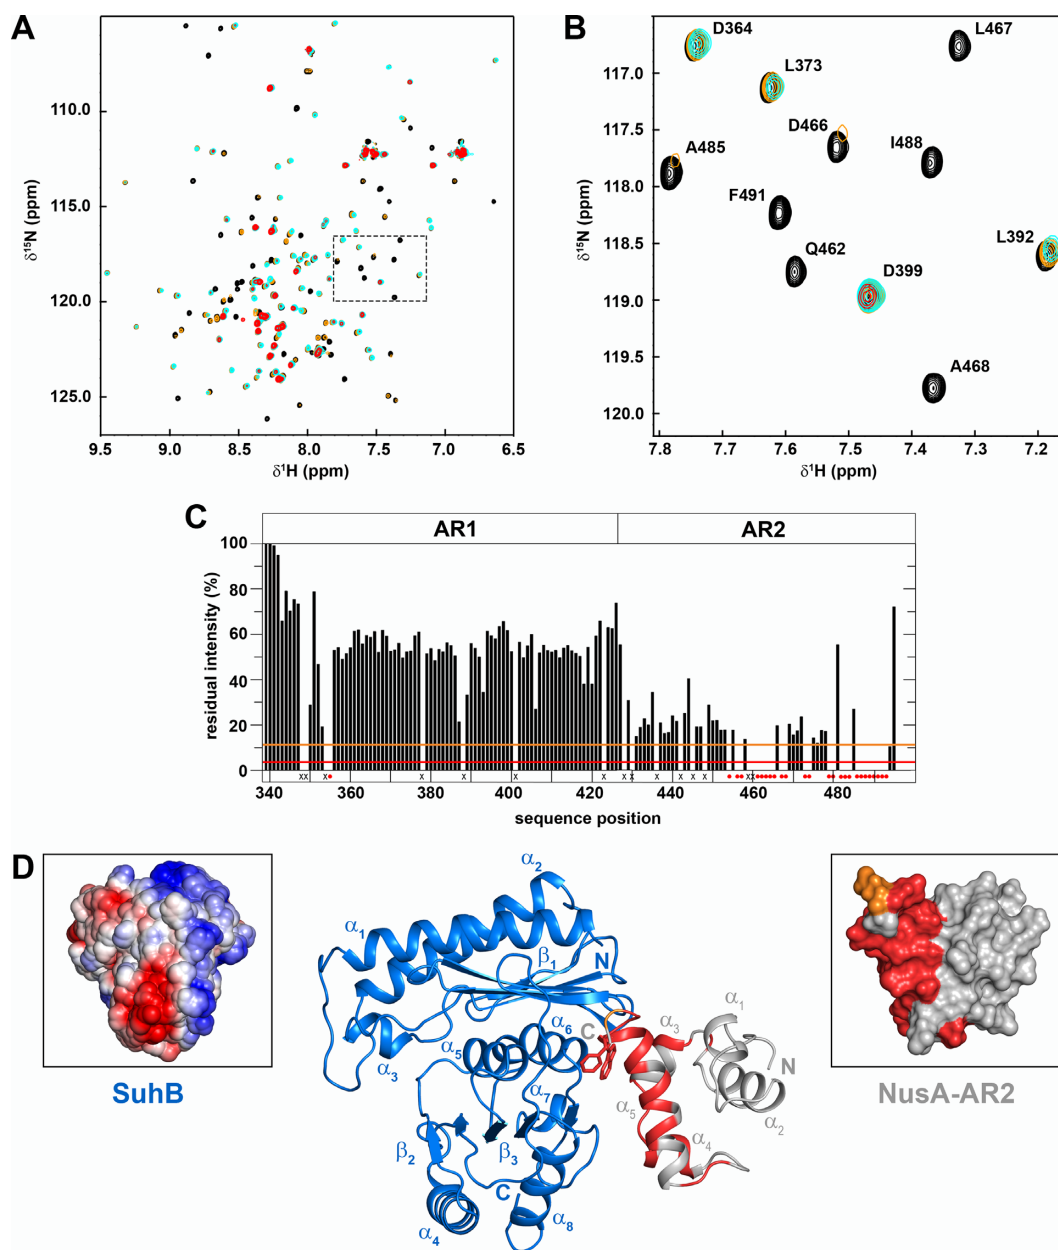 A
110.0
115.0
120.0
125.0
δ15N (ppm)
9.5 9.0 8.5 8.0 7.5 7.0 6.5
δ1H (ppm)
B
D364
L467
L373
D466
A485
I488
F491
Q462
L392
D399
A468
117.0
117.5
118.0
118.5
119.0
119.5
120.0
δ15N (ppm)
7.8 7.7 7.6 7.5 7.4 7.3 7.2
δ1H (ppm)
C
AR1 AR2
100
80
60
40
20
0
residual intensity (%)
x x x x x x x x x x x x x x
340 360 380 400 420 440 460 480
sequence position
D
SuhB
α2
α1
β1
N
α6
C
α3
α1
α5
N
α3
α7
α5
α2
α4
β2
β3
C
α4
α8
NusA-AR2